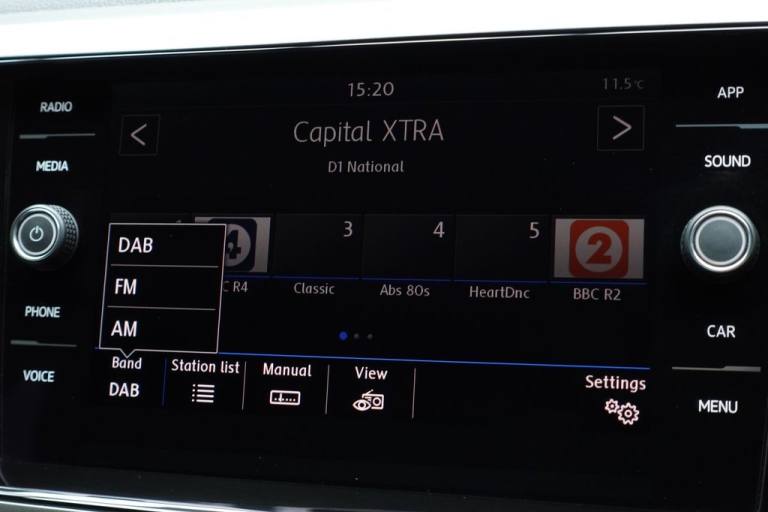 15:20
11.5°C
RADIO
APP
Capital XTRA
D1 National
MEDIA
SOUND
3
4
5
4
2
C R4
Classic
Abs 80s
HeartDnc
BBC R2
DAB
FM
AM
PHONE
CAR
VOICE
MENU
Band
DAB
Station list
Manual
View
Settings